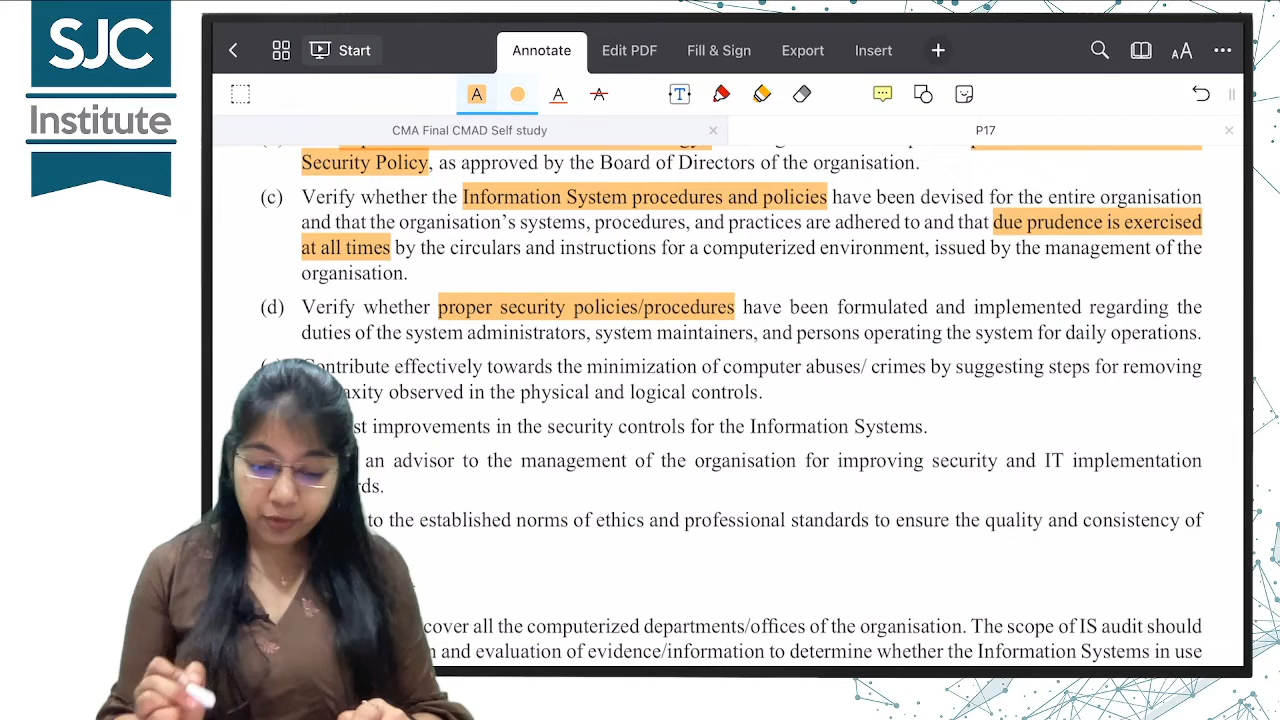 SJC
Institute
Start
Annotate
Edit PDF
Fill & Sign
Export
Insert
AA
A
A
A
T
CMA Final CMAD Self study
P17
Security Policy, as approved by the Board of Directors of the organisation.
(c) Verify whether the Information System procedures and policies have been devised for the entire organisation
and that the organisation's systems, procedures, and practices are adhered to and that due prudence is exercised
at all times by the circulars and instructions for a computerized environment, issued by the management of the
organisation.
(d) Verify whether proper security policies/procedures have been formulated and implemented regarding the
duties of the system administrators, system maintainers, and persons operating the system for daily operations.
Contribute effectively towards the minimization of computer abuses/ crimes by suggesting steps for removing
observed in the physical and logical controls.
improvements in the security controls for the Information Systems.
an advisor to the management of the organisation for improving security and IT implementation
to the established norms of ethics and professional standards to ensure the quality and consistency of
cover all the computerized departments/offices of the organisation. The scope of IS audit should
and evaluation of evidence/information to determine whether the Information Systems in use